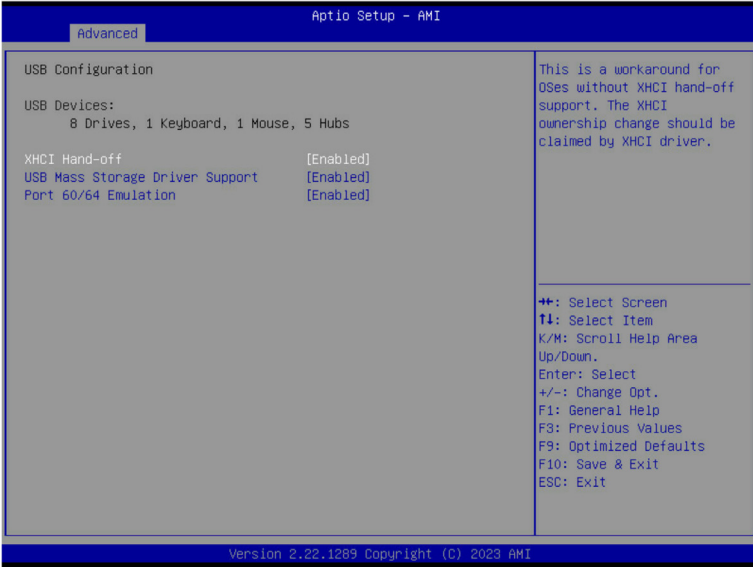 Aptio Setup – AMI
Advanced
USB Configuration
USB Devices:
8 Drives, 1 Keyboard, 1 Mouse, 5 Hubs
XHCI Hand-off [Enabled]
USB Mass Storage Driver Support [Enabled]
Port 60/64 Emulation [Enabled]
This is a workaround for
OSes without XHCI hand-off
support. The XHCI
ownership change should be
claimed by XHCI driver.
→←: Select Screen
↑↓: Select Item
K/M: Scroll Help Area
Up/Down.
Enter: Select
+/-: Change Opt.
F1: General Help
F3: Previous Values
F9: Optimized Defaults
F10: Save & Exit
ESC: Exit
Version 2.22.1289 Copyright (C) 2023 AMI